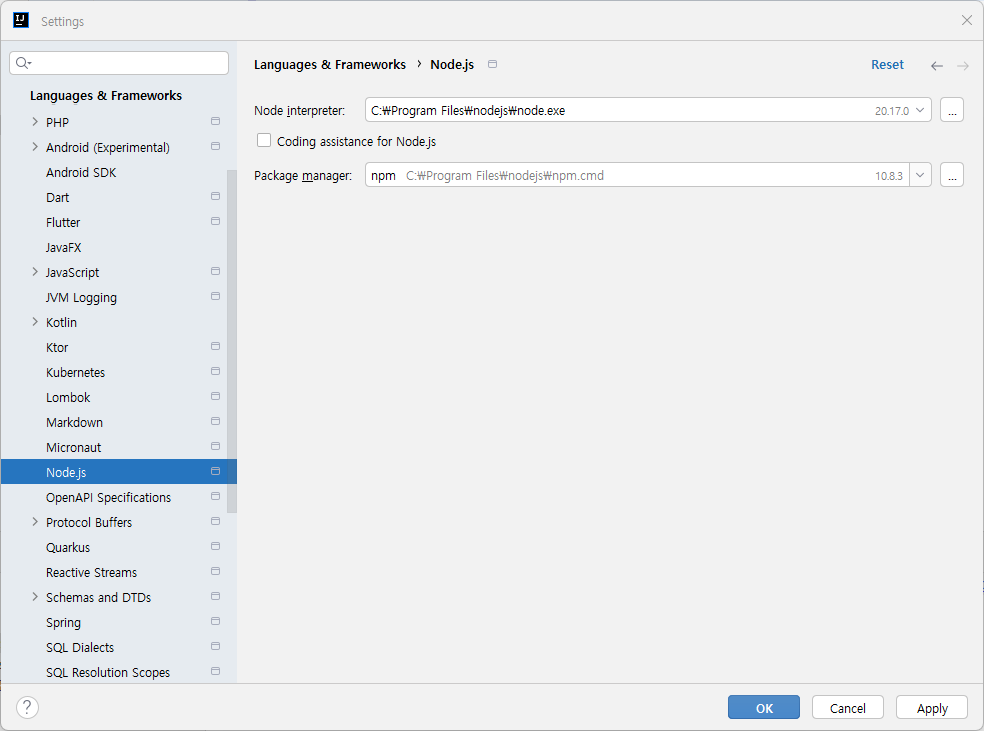 IJ
Settings
Languages & Frameworks
PHP
Android (Experimental)
Android SDK
Dart
Flutter
JavaFX
JavaScript
JVM Logging
Kotlin
Ktor
Kubernetes
Lombok
Markdown
Micronaut
Node.js
OpenAPI Specifications
Protocol Buffers
Quarkus
Reactive Streams
Schemas and DTDs
Spring
SQL Dialects
SQL Resolution Scopes
Languages & Frameworks › Node.js
Reset
Node interpreter: C:₩Program Files₩nodejs₩node.exe 20.17.0 ...
Coding assistance for Node.js
Package manager: npm C:₩Program Files₩nodejs₩npm.cmd 10.8.3 ...
? OK Cancel Apply